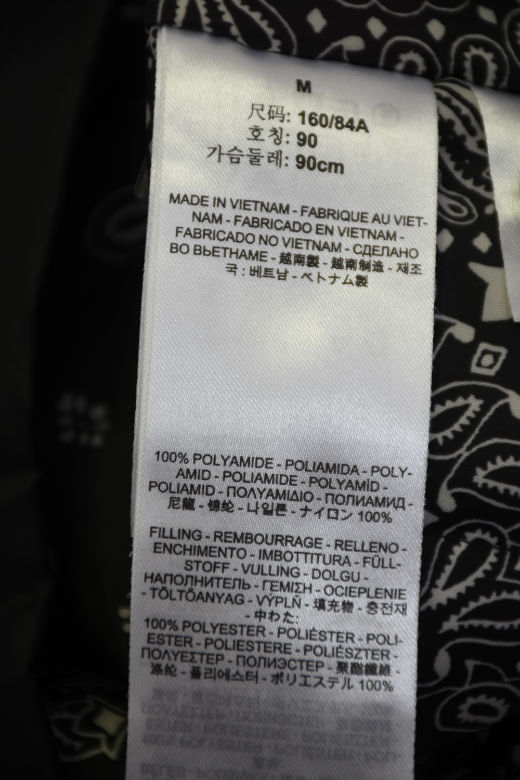 M
尺码: 160/84A
호칭: 90
가슴둘레: 90cm
MADE IN VIETNAM - FABRIQUE AU VIET-
NAM - FABRICADO EN VIETNAM -
FABRICADO NO VIETNAM - СДЕЛАНО
ВО ВЬЕТНАМЕ - 越南製 - 越南制造 - 제조
국 : 베트남 - ベトナム製
100% POLYAMIDE - POLIAMIDA - POLY-
AMID - POLIAMIDE - POLYAMİD -
POLIAMID - ΠΟΛΥΑΜΙΔΙΟ - ПОЛИАМИД -
尼龍 - 锦纶 - 나일론 - ナイロン 100%
FILLING - REMBOURRAGE - RELLENO -
ENCHIMENTO - IMBOTTITURA - FÜLL-
STOFF - VULLING - DOLGU -
НАПОЛНИТЕЛЬ - ΓΕΜΙΣΗ - OCIEPLENIE
- TÖLTŐANYAG - VÝPLŇ - 填充物 - 충전재
- 中わた:
100% POLYESTER - POLIÉSTER - POLI-
ESTER - POLIESTERE - POLIÉSZTER -
ΠΟΛΥΕΣΤΕΡ - ПОЛИЭСТЕР - 聚酯纖維 -
涤纶 - 폴리에스터 - ポリエステル 100%